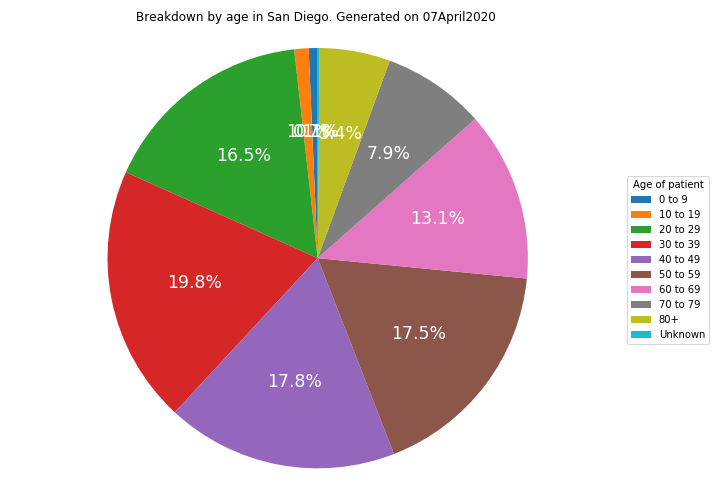 Breakdown by age in San Diego. Generated on 07April2020
16.5%
7.9%
13.1%
19.8%
17.5%
17.8%
Age of patient
0 to 9
10 to 19
20 to 29
30 to 39
40 to 49
50 to 59
60 to 69
70 to 79
80+
Unknown